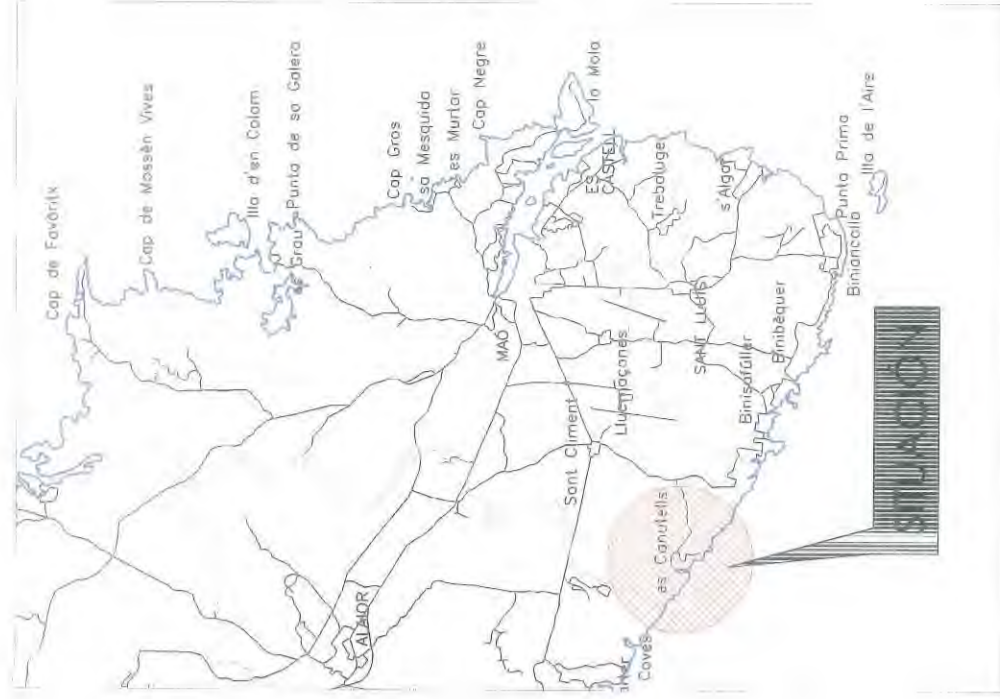 Cap de Favàritx
Cap de Mossèn Vives
Illa d'en Colom
es Grau
Punta de sa Galera
Cap Gros
sa Mesquida
es Murtar
Cap Negre
la Mola
MAÓ
Es
CASTELL
Trebaluger
s'Algar
Sant Climent
Llucmaçanes
SANT LLUIS
Binisafúller
Binibèquer
Biniancolla
Punta Prima
Illa de l'Aire
ALAIOR
es Canutells
Coves
SITUACIÓN